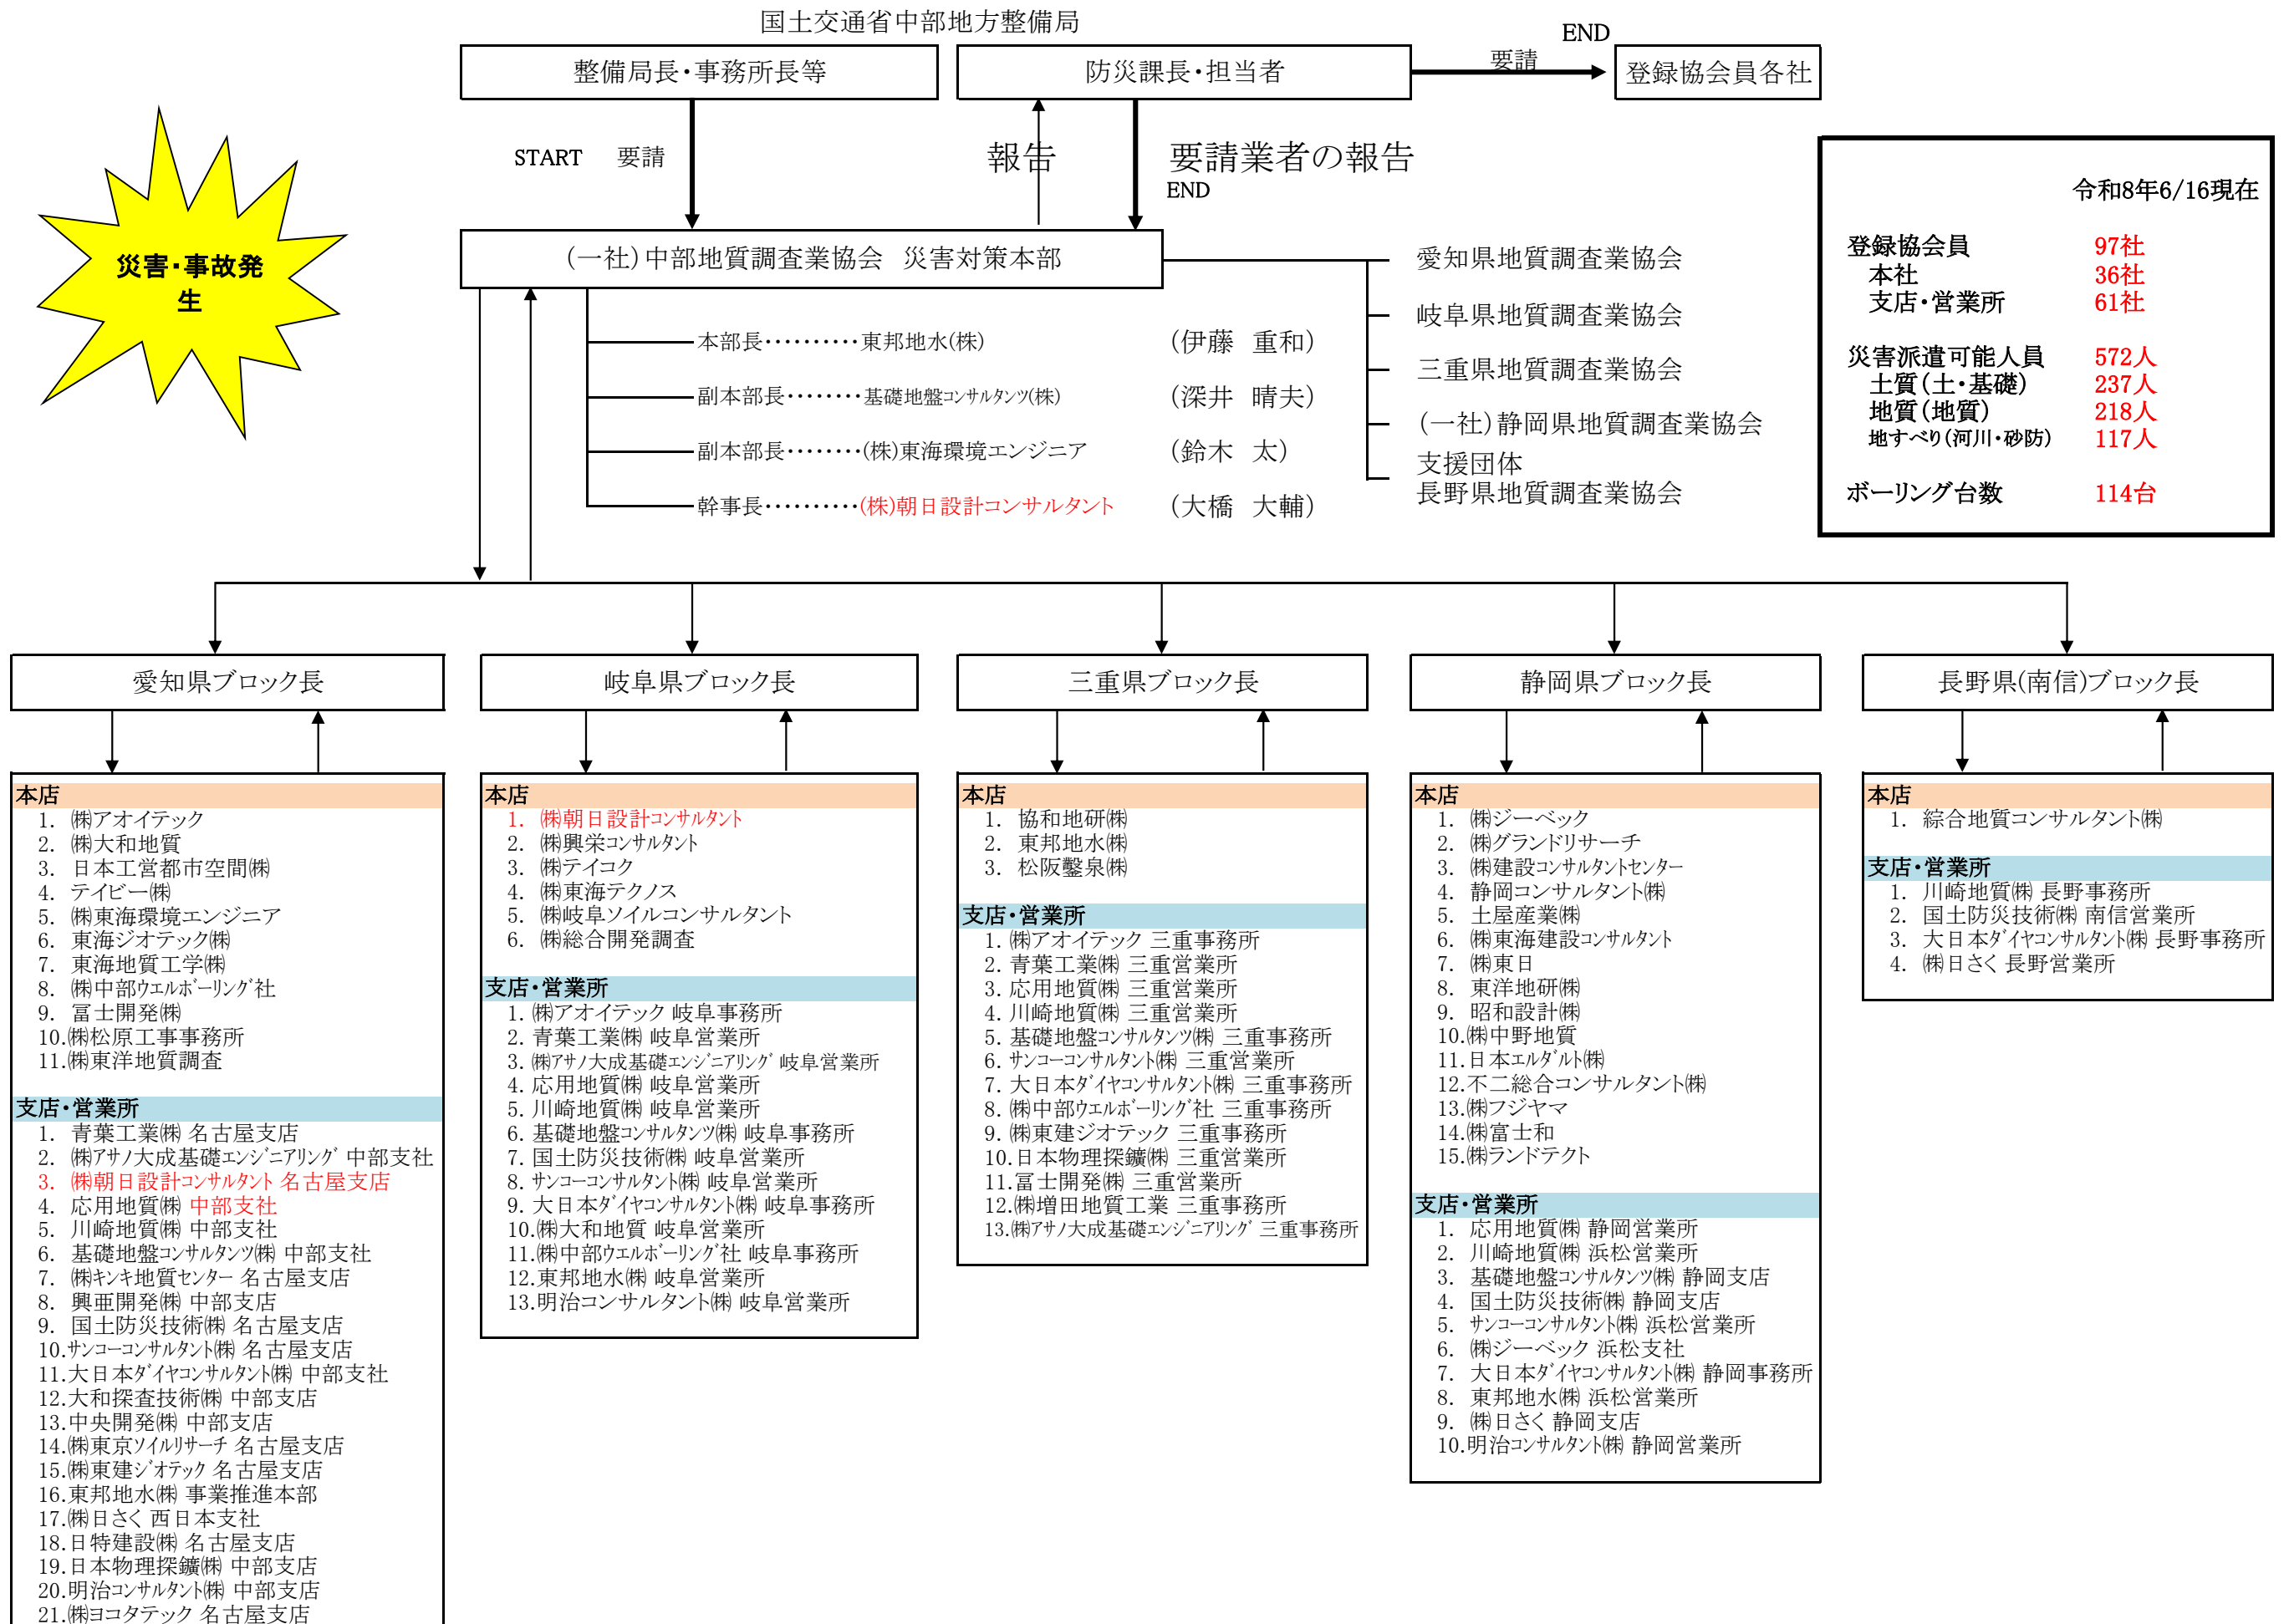 国土交通省中部地方整備局
END
整備局長・事務所長等
防災課長・担当者
要請
登録協会員各社
START　要請
報告
要請業者の報告
END
災害・事故発
生
(一社)中部地質調査業協会　災害対策本部
本部長・・・・・・・・・・東邦地水(株)　(伊藤　重和)
副本部長・・・・・・・・基礎地盤ｺﾝｻﾙﾀﾝﾂ(株)　(深井　晴夫)
副本部長・・・・・・・・(株)東海環境エンジニア　(鈴木　太)
幹事長・・・・・・・・・・(株)朝日設計コンサルタント　(大橋　大輔)
愛知県地質調査業協会
岐阜県地質調査業協会
三重県地質調査業協会
(一社)静岡県地質調査業協会
支援団体
長野県地質調査業協会
令和8年6/16現在
登録協会員　97社
本社　36社
支店・営業所　61社
災害派遣可能人員　572人
土質(土・基礎)　237人
地質(地質)　218人
地すべり(河川・砂防)　117人
ボーリング台数　114台
愛知県ブロック長
本店
1. ㈱アオイテック
2. ㈱大和地質
3. 日本工営都市空間㈱
4. テイビー㈱
5. ㈱東海環境エンジニア
6. 東海ジオテック㈱
7. 東海地質工学㈱
8. ㈱中部ｳｴﾙﾎﾞｰﾘﾝｸﾞ社
9. 冨士開発㈱
10.㈱松原工事事務所
11.㈱東洋地質調査
支店・営業所
1. 青葉工業㈱ 名古屋支店
2. ㈱ｱｻﾉ大成基礎ｴﾝｼﾞﾆｱﾘﾝｸﾞ 中部支社
3. ㈱朝日設計ｺﾝｻﾙﾀﾝﾄ 名古屋支店
4. 応用地質㈱ 中部支社
5. 川崎地質㈱ 中部支社
6. 基礎地盤ｺﾝｻﾙﾀﾝﾂ㈱ 中部支社
7. ㈱ｷﾝｷ地質ｾﾝﾀｰ 名古屋支店
8. 興亜開発㈱ 中部支店
9. 国土防災技術㈱ 名古屋支店
10.ｻﾝｺｰｺﾝｻﾙﾀﾝﾄ㈱ 名古屋支店
11.大日本ﾀﾞｲﾔｺﾝｻﾙﾀﾝﾄ㈱ 中部支社
12.大和探査技術㈱ 中部支店
13.中央開発㈱ 中部支店
14.㈱東京ｿｲﾙﾘｻｰﾁ 名古屋支店
15.㈱東建ｼﾞｵﾃｯｸ 名古屋支店
16.東邦地水㈱ 事業推進本部
17.㈱日さく 西日本支社
18.日特建設㈱ 名古屋支店
19.日本物理探鑛㈱ 中部支店
20.明治ｺﾝｻﾙﾀﾝﾄ㈱ 中部支店
21.㈱ヨコタテック 名古屋支店
岐阜県ブロック長
本店
1. ㈱朝日設計ｺﾝｻﾙﾀﾝﾄ
2. ㈱興栄ｺﾝｻﾙﾀﾝﾄ
3. ㈱テイコク
4. ㈱東海テクノス
5. ㈱岐阜ソイルコンサルタント
6. ㈱総合開発調査
支店・営業所
1. ㈱アオイテック 岐阜事務所
2. 青葉工業㈱ 岐阜営業所
3. ㈱ｱｻﾉ大成基礎ｴﾝｼﾞﾆｱﾘﾝｸﾞ 岐阜営業所
4. 応用地質㈱ 岐阜営業所
5. 川崎地質㈱ 岐阜営業所
6. 基礎地盤ｺﾝｻﾙﾀﾝﾂ㈱ 岐阜事務所
7. 国土防災技術㈱ 岐阜営業所
8. ｻﾝｺｰｺﾝｻﾙﾀﾝﾄ㈱ 岐阜営業所
9. 大日本ﾀﾞｲﾔｺﾝｻﾙﾀﾝﾄ㈱ 岐阜事務所
10.㈱大和地質 岐阜営業所
11.㈱中部ｳｴﾙﾎﾞｰﾘﾝｸﾞ社 岐阜事務所
12.東邦地水㈱ 岐阜営業所
13.明治コンサルタント㈱ 岐阜営業所
三重県ブロック長
本店
1. 協和地研㈱
2. 東邦地水㈱
3. 松阪鑿泉㈱
支店・営業所
1. ㈱アオイテック 三重事務所
2. 青葉工業㈱ 三重営業所
3. 応用地質㈱ 三重営業所
4. 川崎地質㈱ 三重営業所
5. 基礎地盤ｺﾝｻﾙﾀﾝﾂ㈱ 三重事務所
6. ｻﾝｺｰｺﾝｻﾙﾀﾝﾄ㈱ 三重営業所
7. 大日本ﾀﾞｲﾔｺﾝｻﾙﾀﾝﾄ㈱ 三重事務所
8. ㈱中部ｳｴﾙﾎﾞｰﾘﾝｸﾞ社 三重事務所
9. ㈱東建ジオテック 三重事務所
10.日本物理探鑛㈱ 三重営業所
11.冨士開発㈱ 三重営業所
12.㈱増田地質工業 三重事務所
13.㈱ｱｻﾉ大成基礎ｴﾝｼﾞﾆｱﾘﾝｸﾞ 三重事務所
静岡県ブロック長
本店
1. ㈱ジーベック
2. ㈱グランドリサーチ
3. ㈱建設ｺﾝｻﾙﾀﾝﾄｾﾝﾀｰ
4. 静岡コンサルタント㈱
5. 土屋産業㈱
6. ㈱東海建設ｺﾝｻﾙﾀﾝﾄ
7. ㈱東日
8. 東洋地研㈱
9. 昭和設計㈱
10.㈱中野地質
11.日本ｴﾙﾀﾞﾙﾄ㈱
12.不二総合コンサルタント㈱
13.㈱フジヤマ
14.㈱富士和
15.㈱ランドテクト
支店・営業所
1. 応用地質㈱ 静岡営業所
2. 川崎地質㈱ 浜松営業所
3. 基礎地盤ｺﾝｻﾙﾀﾝﾂ㈱ 静岡支店
4. 国土防災技術㈱ 静岡支店
5. ｻﾝｺｰｺﾝｻﾙﾀﾝﾄ㈱ 浜松営業所
6. ㈱ジーベック 浜松支社
7. 大日本ﾀﾞｲﾔｺﾝｻﾙﾀﾝﾄ㈱ 静岡事務所
8. 東邦地水㈱ 浜松営業所
9. ㈱日さく 静岡支店
10.明治ｺﾝｻﾙﾀﾝﾄ㈱ 静岡営業所
長野県(南信)ブロック長
本店
1. 綜合地質コンサルタント㈱
支店・営業所
1. 川崎地質㈱ 長野事務所
2. 国土防災技術㈱ 南信営業所
3. 大日本ﾀﾞｲﾔｺﾝｻﾙﾀﾝﾄ㈱ 長野事務所
4. ㈱日さく 長野営業所